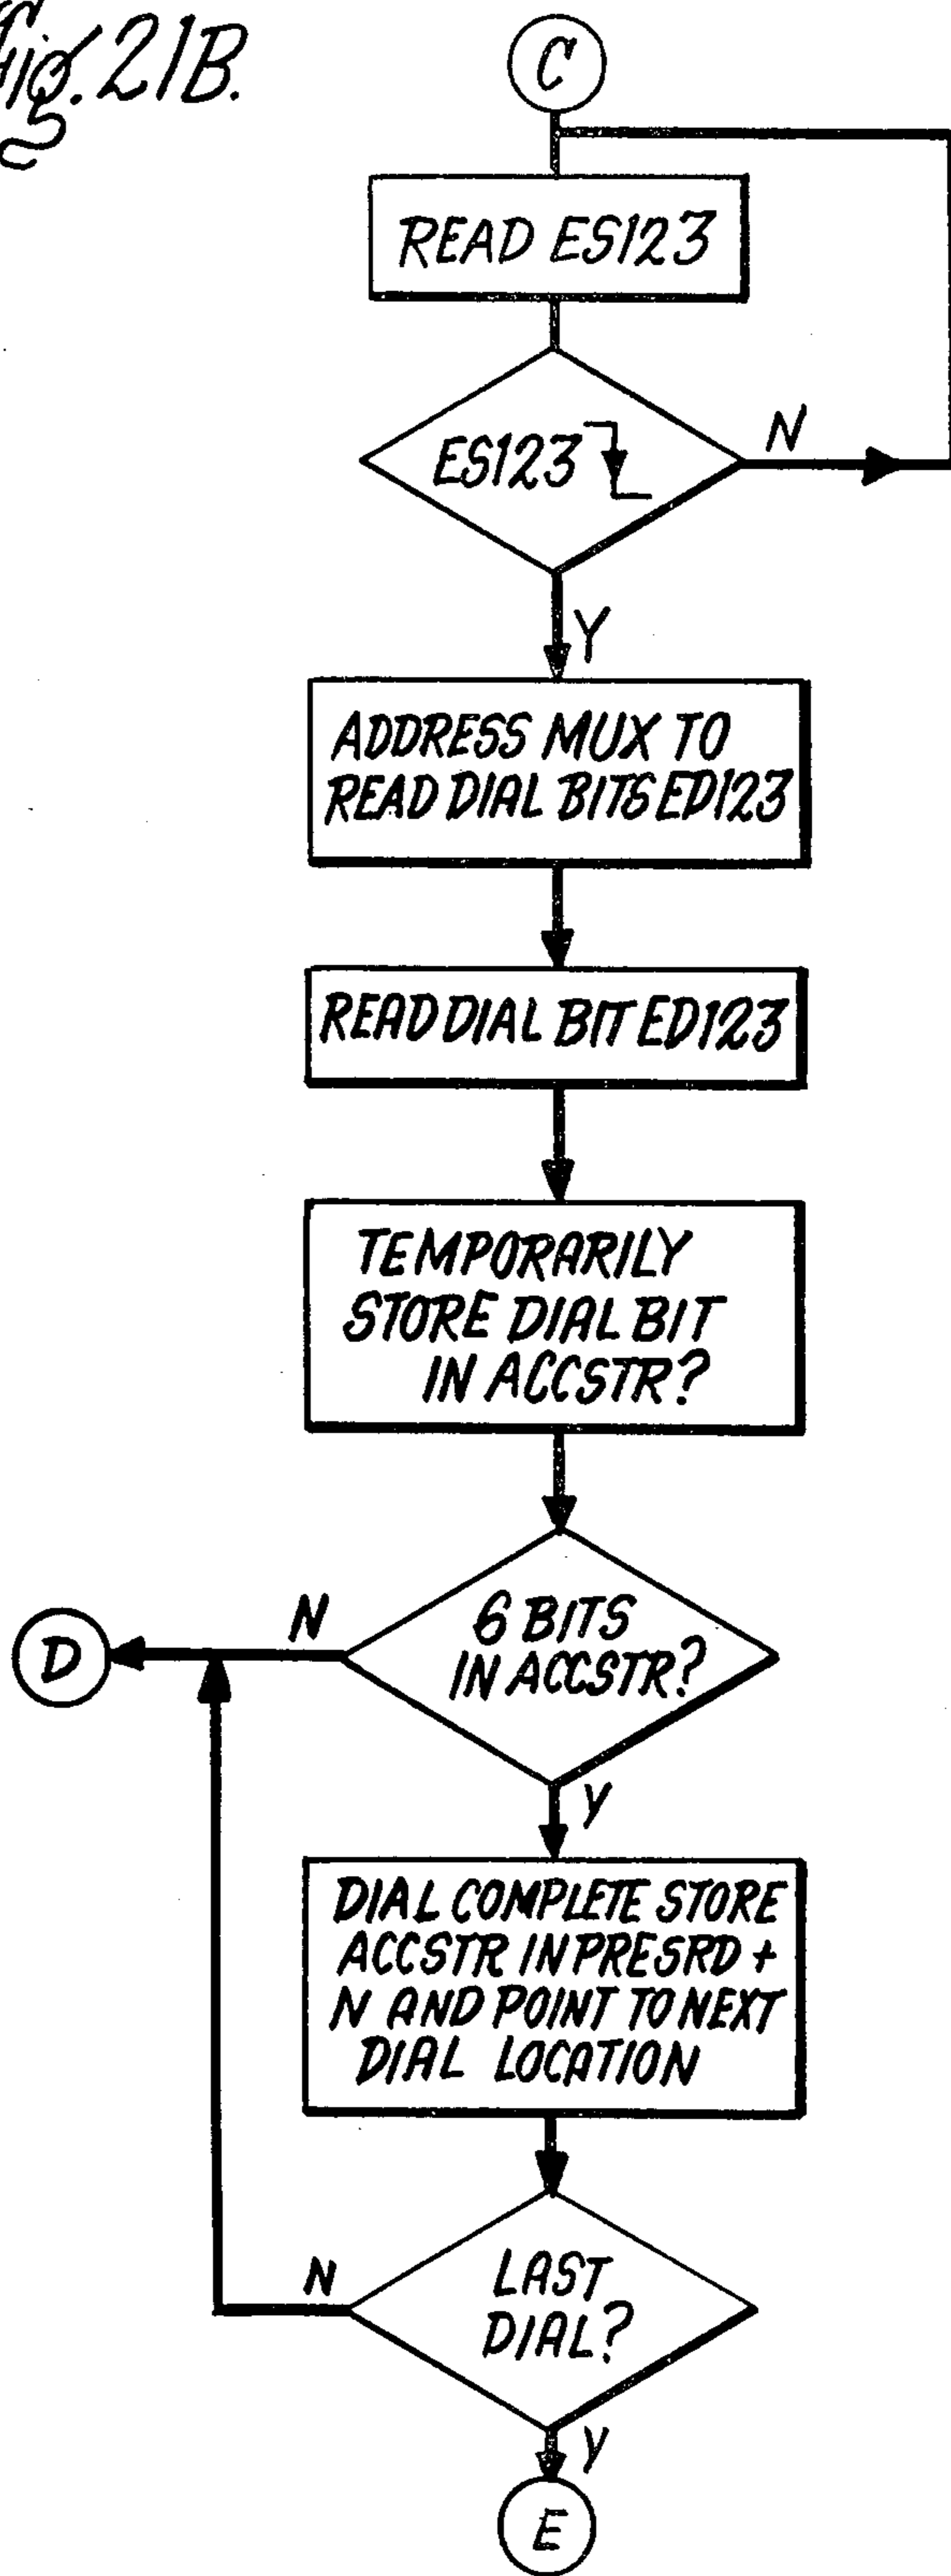 Fig. 21B.
C
READ ES123
ES123
N
Y
ADDRESS MUX TO
READ DIAL BITS ED123
READ DIAL BIT ED123
TEMPORARILY
STORE DIAL BIT
IN ACCSTR?
6 BITS
IN ACCSTR?
N
D
Y
DIAL COMPLETE STORE
ACCSTR IN PRESRD +
N AND POINT TO NEXT
DIAL LOCATION
LAST
DIAL?
N
Y
E